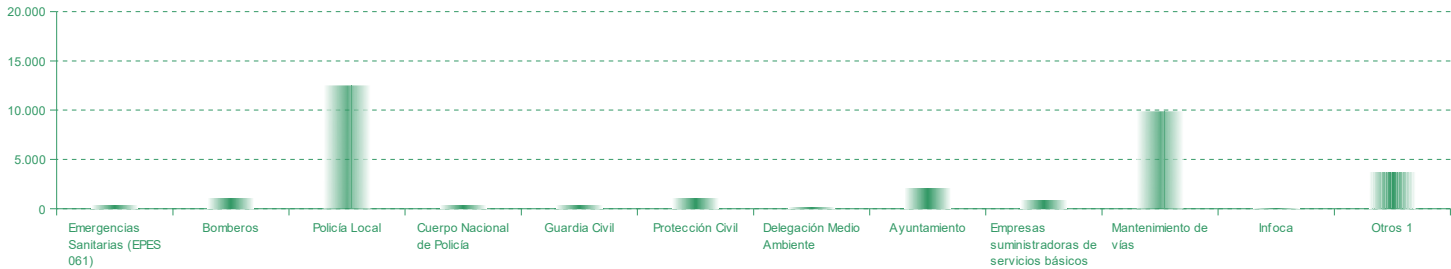 20.000
15.000
10.000
5.000
0
Emergencias
Sanitarias (EPES
061)
Bomberos
Policía Local
Cuerpo Nacional
de Policía
Guardia Civil
Protección Civil
Delegación Medio
Ambiente
Ayuntamiento
Empresas
suministradoras de
servicios básicos
Mantenimiento de
vías
Infoca
Otros 1